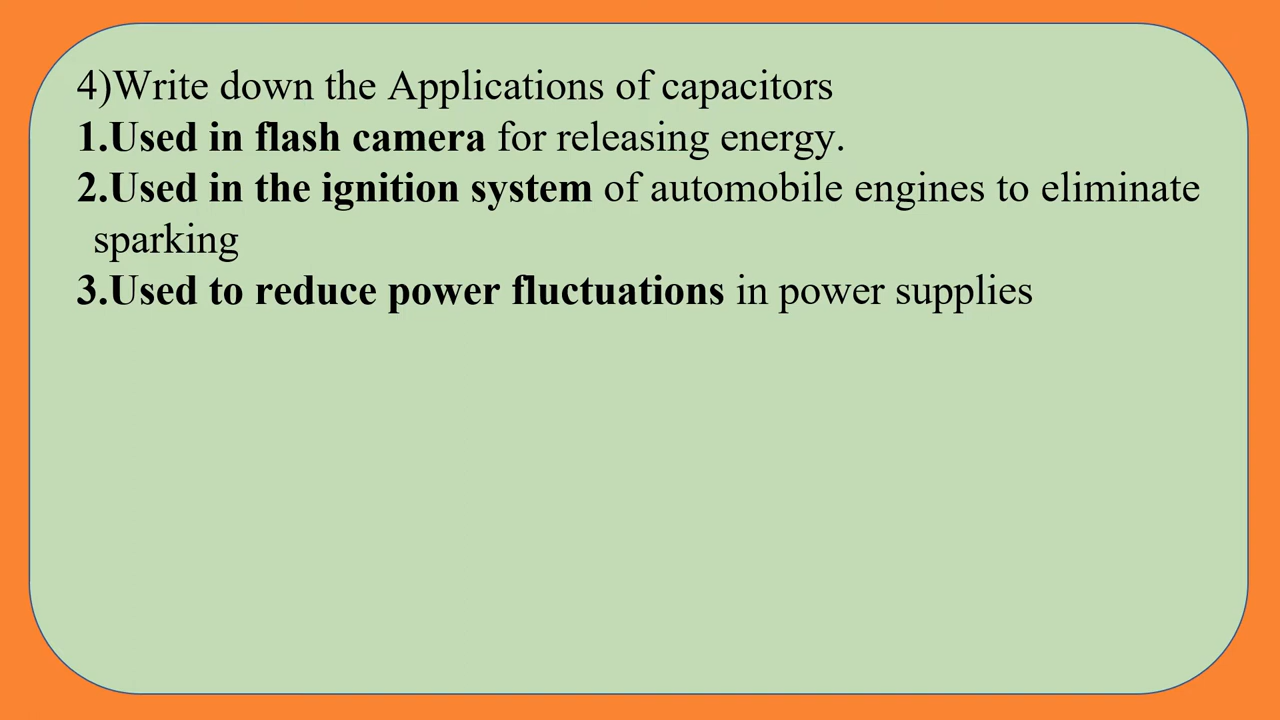 4)Write down the Applications of capacitors
1.Used in flash camera for releasing energy.
2.Used in the ignition system of automobile engines to eliminate
sparking
3.Used to reduce power fluctuations in power supplies